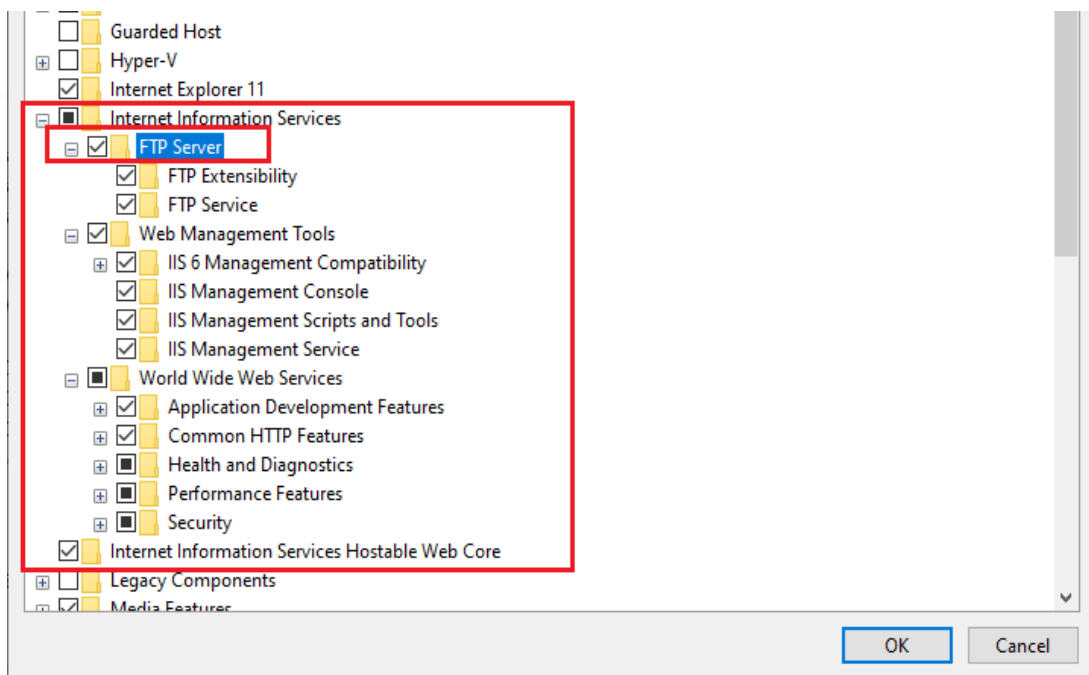 Guarded Host
Hyper-V
Internet Explorer 11
Internet Information Services
FTP Server
FTP Extensibility
FTP Service
Web Management Tools
IIS 6 Management Compatibility
IIS Management Console
IIS Management Scripts and Tools
IIS Management Service
World Wide Web Services
Application Development Features
Common HTTP Features
Health and Diagnostics
Performance Features
Security
Internet Information Services Hostable Web Core
Legacy Components
Media Features
OK Cancel